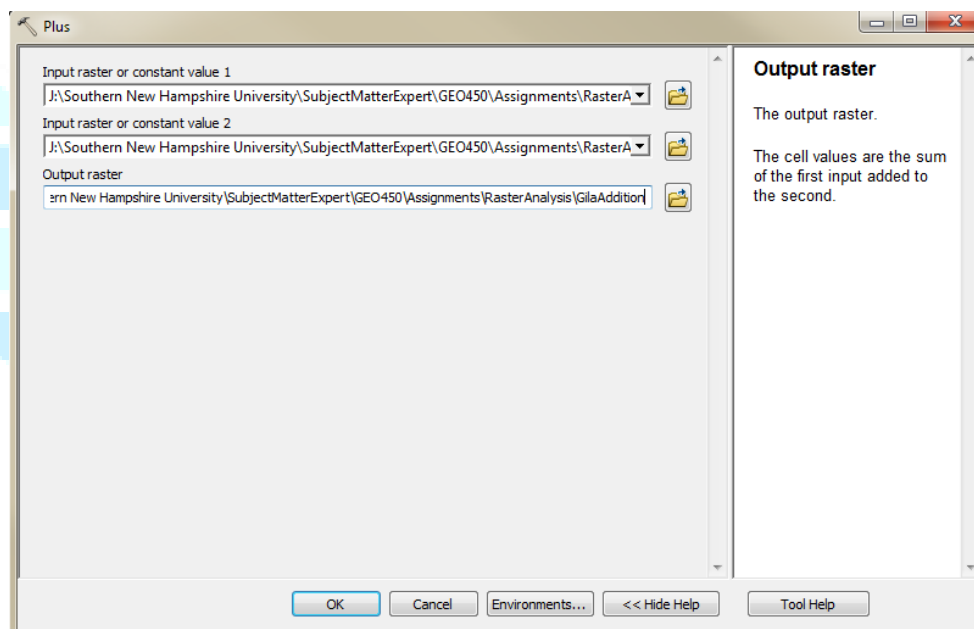 Plus
Input raster or constant value 1
J:\Southern New Hampshire University\SubjectMatterExpert\GEO450\Assignments\RasterA
Input raster or constant value 2
J:\Southern New Hampshire University\SubjectMatterExpert\GEO450\Assignments\RasterA
Output raster
ern New Hampshire University\SubjectMatterExpert\GEO450\Assignments\RasterAnalysis\GilaAddition
OK
Cancel
Environments...
<< Hide Help
Output raster
The output raster.
The cell values are the sum
of the first input added to
the second.
Tool Help